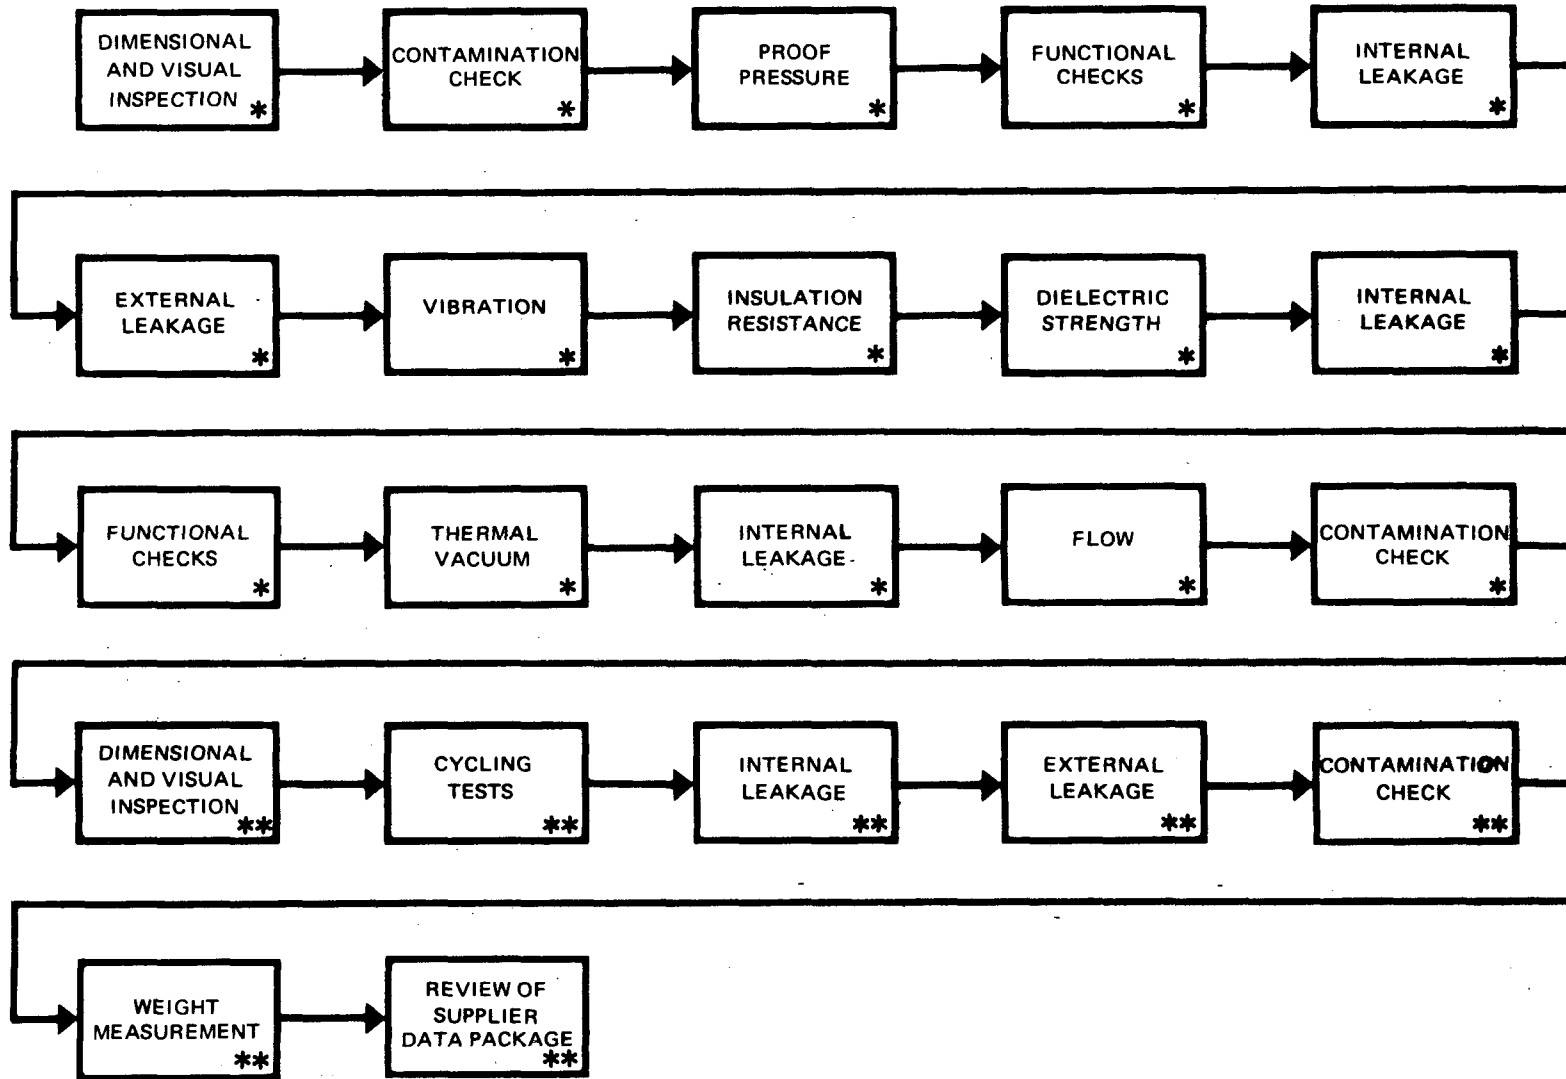 DIMENSIONAL
AND VISUAL
INSPECTION *
CONTAMINATION
CHECK
*
PROOF
PRESSURE
*
FUNCTIONAL
CHECKS
*
INTERNAL
LEAKAGE
*
EXTERNAL
LEAKAGE
*
VIBRATION
*
INSULATION
RESISTANCE
*
DIELECTRIC
STRENGTH
*
INTERNAL
LEAKAGE
*
FUNCTIONAL
CHECKS
*
THERMAL
VACUUM
*
INTERNAL
LEAKAGE
*
FLOW
*
CONTAMINATION
CHECK
*
DIMENSIONAL
AND VISUAL
INSPECTION
**
CYCLING
TESTS
**
INTERNAL
LEAKAGE
**
EXTERNAL
LEAKAGE
**
CONTAMINATION
CHECK
**
WEIGHT
MEASUREMENT
**
REVIEW OF
SUPPLIER
DATA PACKAGE
**